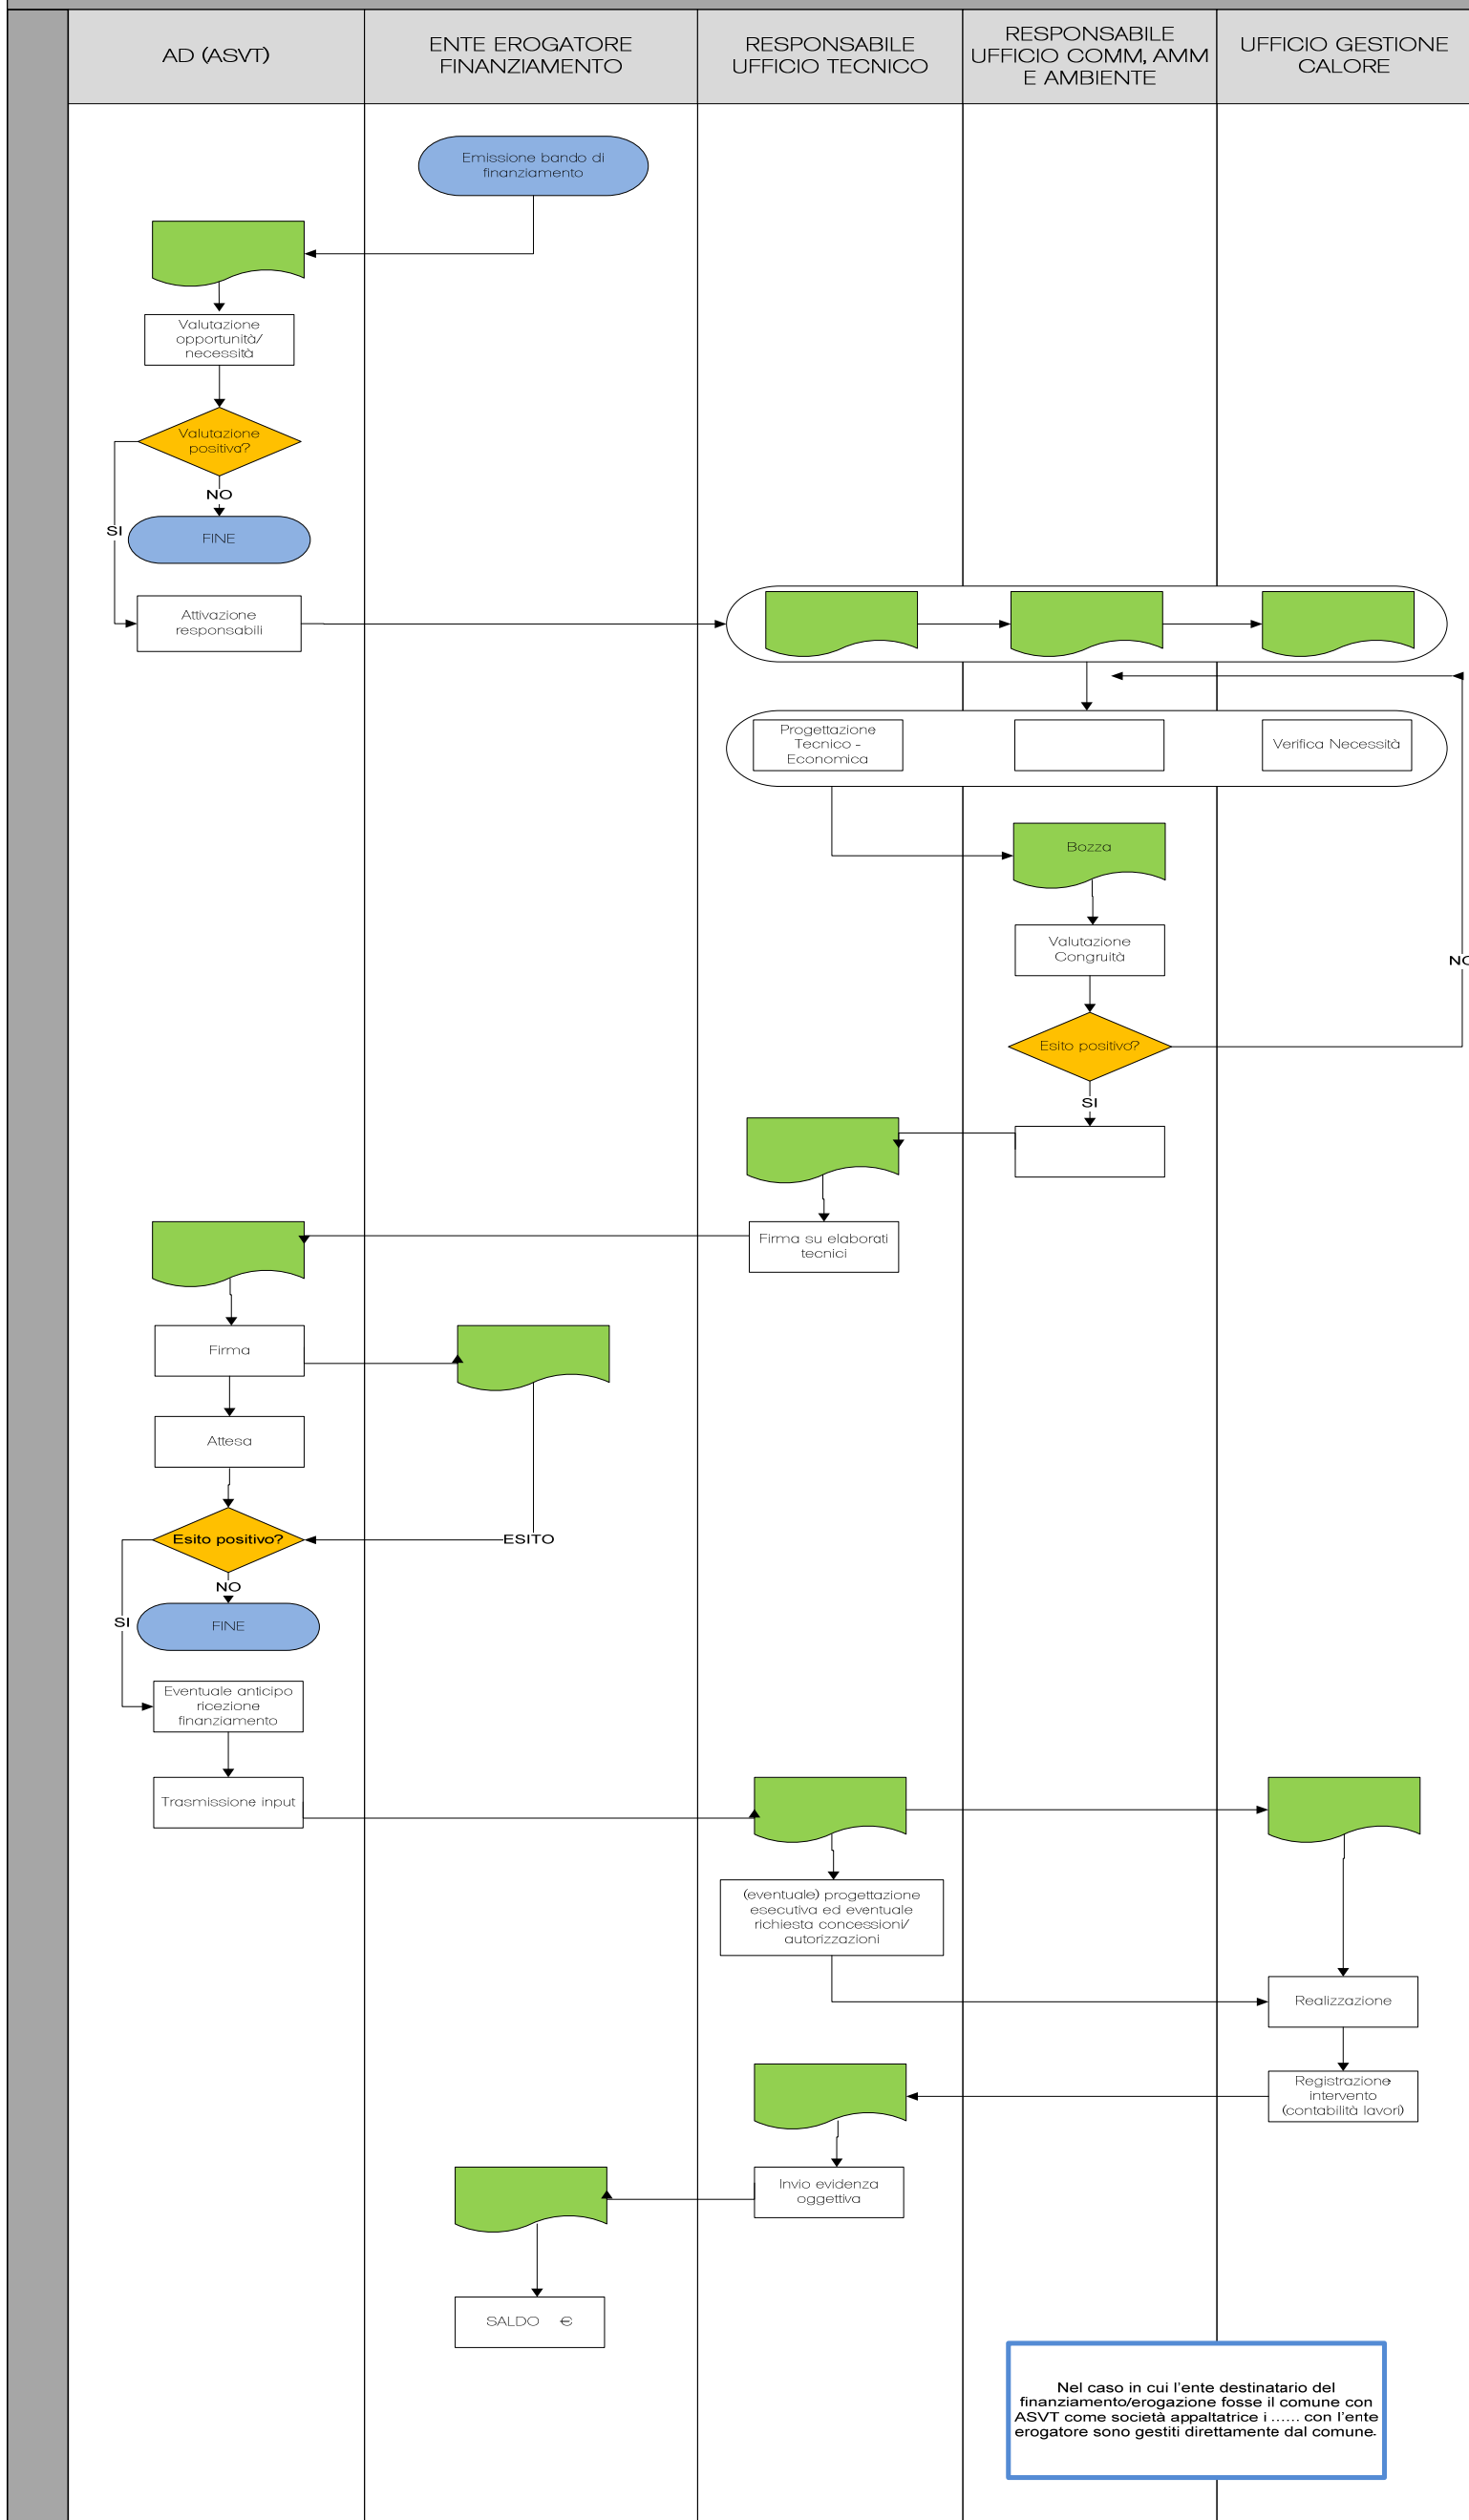 AD (ASVT)
ENTE EROGATORE
FINANZIAMENTO
RESPONSABILE
UFFICIO TECNICO
RESPONSABILE
UFFICIO COMM, AMM
E AMBIENTE
UFFICIO GESTIONE
CALORE
Emissione bando di
finanziamento
Valutazione
opportunità/
necessità
Valutazione
positiva?
NO
SI
FINE
Attivazione
responsabili
Progettazione
Tecnico -
Economica
Verifica Necessità
Bozza
Valutazione
Congruità
NO
Esito positivo?
SI
Firma su elaborati
tecnici
Firma
Attesa
Esito positivo?
ESITO
NO
SI
FINE
Eventuale anticipo
ricezione
finanziamento
Trasmissione input
(eventuale) progettazione
esecutiva ed eventuale
richiesta concessioni/
autorizzazioni
Realizzazione
Registrazione
intervento
(contabilità lavori)
Invio evidenza
oggettiva
SALDO €
Nel caso in cui l'ente destinatario del
finanziamento/erogazione fosse il comune con
ASVT come società appaltatrice i ...... con l'ente
erogatore sono gestiti direttamente dal comune.